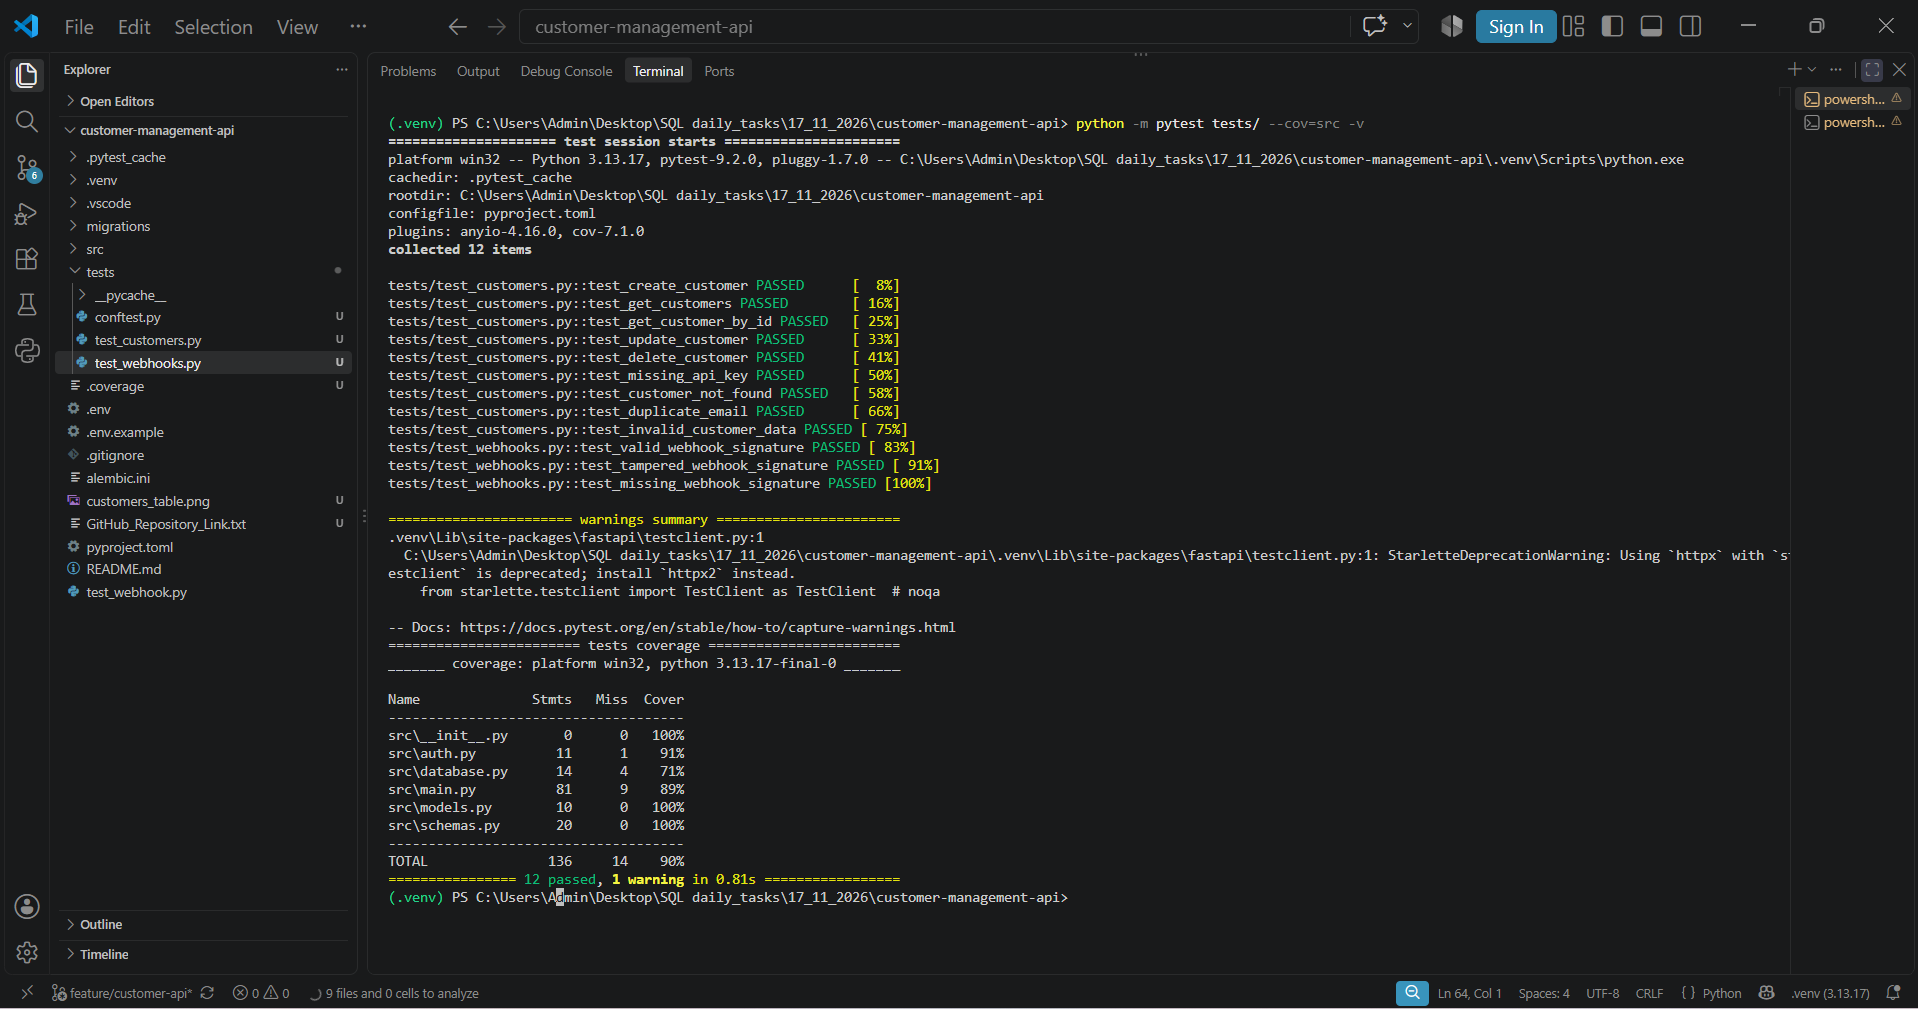 File Edit Selection View ··· customer-management-api Sign In
Explorer ···
Open Editors
customer-management-api
.pytest_cache
.venv
.vscode
migrations
src
tests
__pycache__
conftest.py U
test_customers.py U
test_webhooks.py U
.coverage U
.env
.env.example
.gitignore
alembic.ini
customers_table.png U
GitHub_Repository_Link.txt U
pyproject.toml
README.md
test_webhook.py
Outline
Timeline
6
Problems Output Debug Console Terminal Ports
powersh...
powersh...
(.venv) PS C:\Users\Admin\Desktop\SQL daily_tasks\17_11_2026\customer-management-api> python -m pytest tests/ --cov=src -v
===================== test session starts ======================
platform win32 -- Python 3.13.17, pytest-9.2.0, pluggy-1.7.0 -- C:\Users\Admin\Desktop\SQL daily_tasks\17_11_2026\customer-management-api\.venv\Scripts\python.exe
cachedir: .pytest_cache
rootdir: C:\Users\Admin\Desktop\SQL daily_tasks\17_11_2026\customer-management-api
configfile: pyproject.toml
plugins: anyio-4.16.0, cov-7.1.0
collected 12 items
tests/test_customers.py::test_create_customer PASSED [  8%]
tests/test_customers.py::test_get_customers PASSED [ 16%]
tests/test_customers.py::test_get_customer_by_id PASSED [ 25%]
tests/test_customers.py::test_update_customer PASSED [ 33%]
tests/test_customers.py::test_delete_customer PASSED [ 41%]
tests/test_customers.py::test_missing_api_key PASSED [ 50%]
tests/test_customers.py::test_customer_not_found PASSED [ 58%]
tests/test_customers.py::test_duplicate_email PASSED [ 66%]
tests/test_customers.py::test_invalid_customer_data PASSED [ 75%]
tests/test_webhooks.py::test_valid_webhook_signature PASSED [ 83%]
tests/test_webhooks.py::test_tampered_webhook_signature PASSED [ 91%]
tests/test_webhooks.py::test_missing_webhook_signature PASSED [100%]
======================= warnings summary =======================
.venv\Lib\site-packages\fastapi\testclient.py:1
C:\Users\Admin\Desktop\SQL daily_tasks\17_11_2026\customer-management-api\.venv\Lib\site-packages\fastapi\testclient.py:1: StarletteDeprecationWarning: Using `httpx` with `s
estclient` is deprecated; install `httpx2` instead.
from starlette.testclient import TestClient as TestClient  # noqa
-- Docs: https://docs.pytest.org/en/stable/how-to/capture-warnings.html
======================== tests coverage ========================
_______ coverage: platform win32, python 3.13.17-final-0 _______
Name Stmts Miss Cover
-------------------------------------
src\__init__.py 0 0 100%
src\auth.py 11 1 91%
src\database.py 14 4 71%
src\main.py 81 9 89%
src\models.py 10 0 100%
src\schemas.py 20 0 100%
-------------------------------------
TOTAL 136 14 90%
================ 12 passed, 1 warning in 0.81s =================
(.venv) PS C:\Users\Admin\Desktop\SQL daily_tasks\17_11_2026\customer-management-api>
feature/customer-api* 0 0 9 files and 0 cells to analyze Ln 64, Col 1 Spaces: 4 UTF-8 CRLF { } Python .venv (3.13.17)